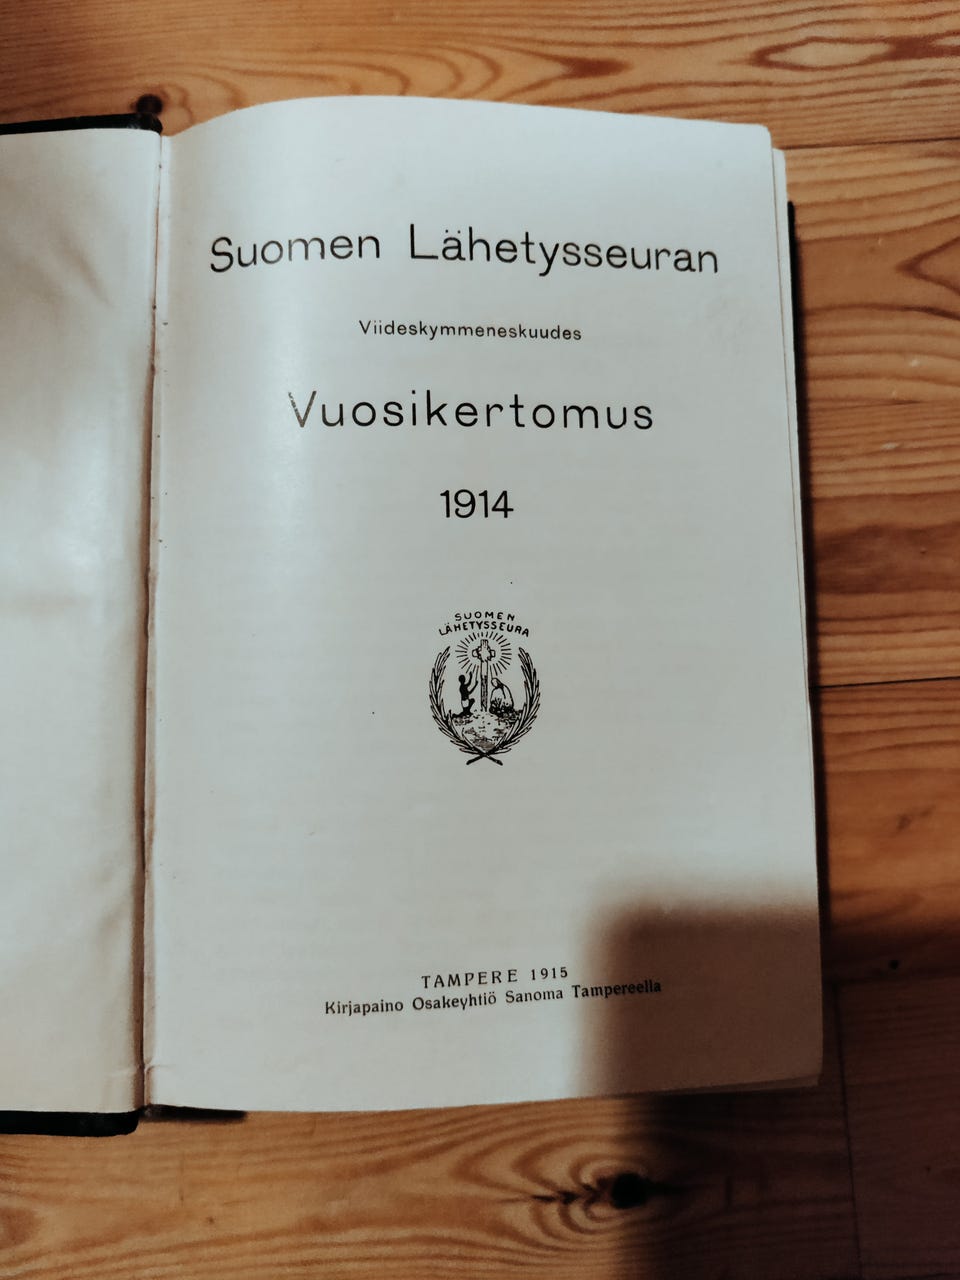 Suomen Lähetysseuran
Viideskymmeneskuudes
Vuosikertomus
1914
SUOMEN
LÄHETYSSEURA
TAMPERE 1915
Kirjapaino Osakeyhtiö Sanoma Tampereella